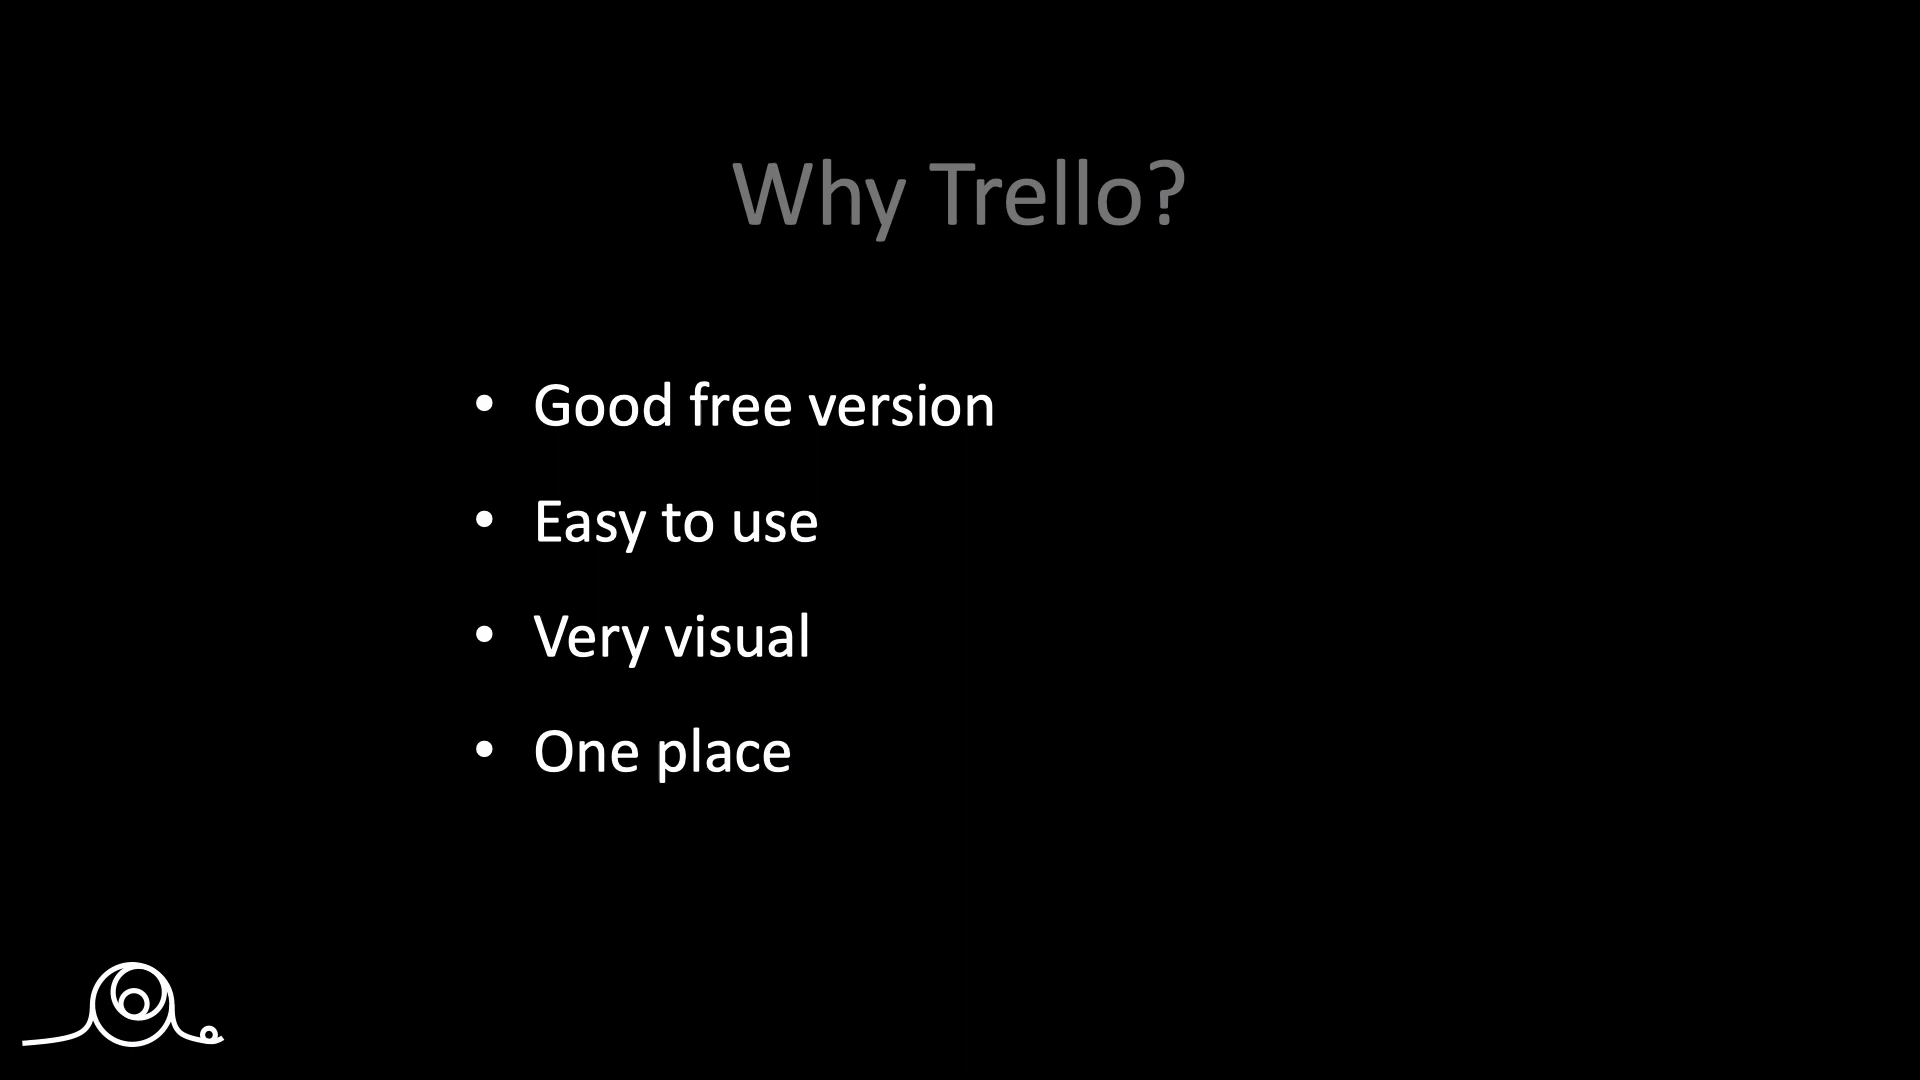 Why Trello?
• Good free version
• Easy to use
• Very visual
• One place